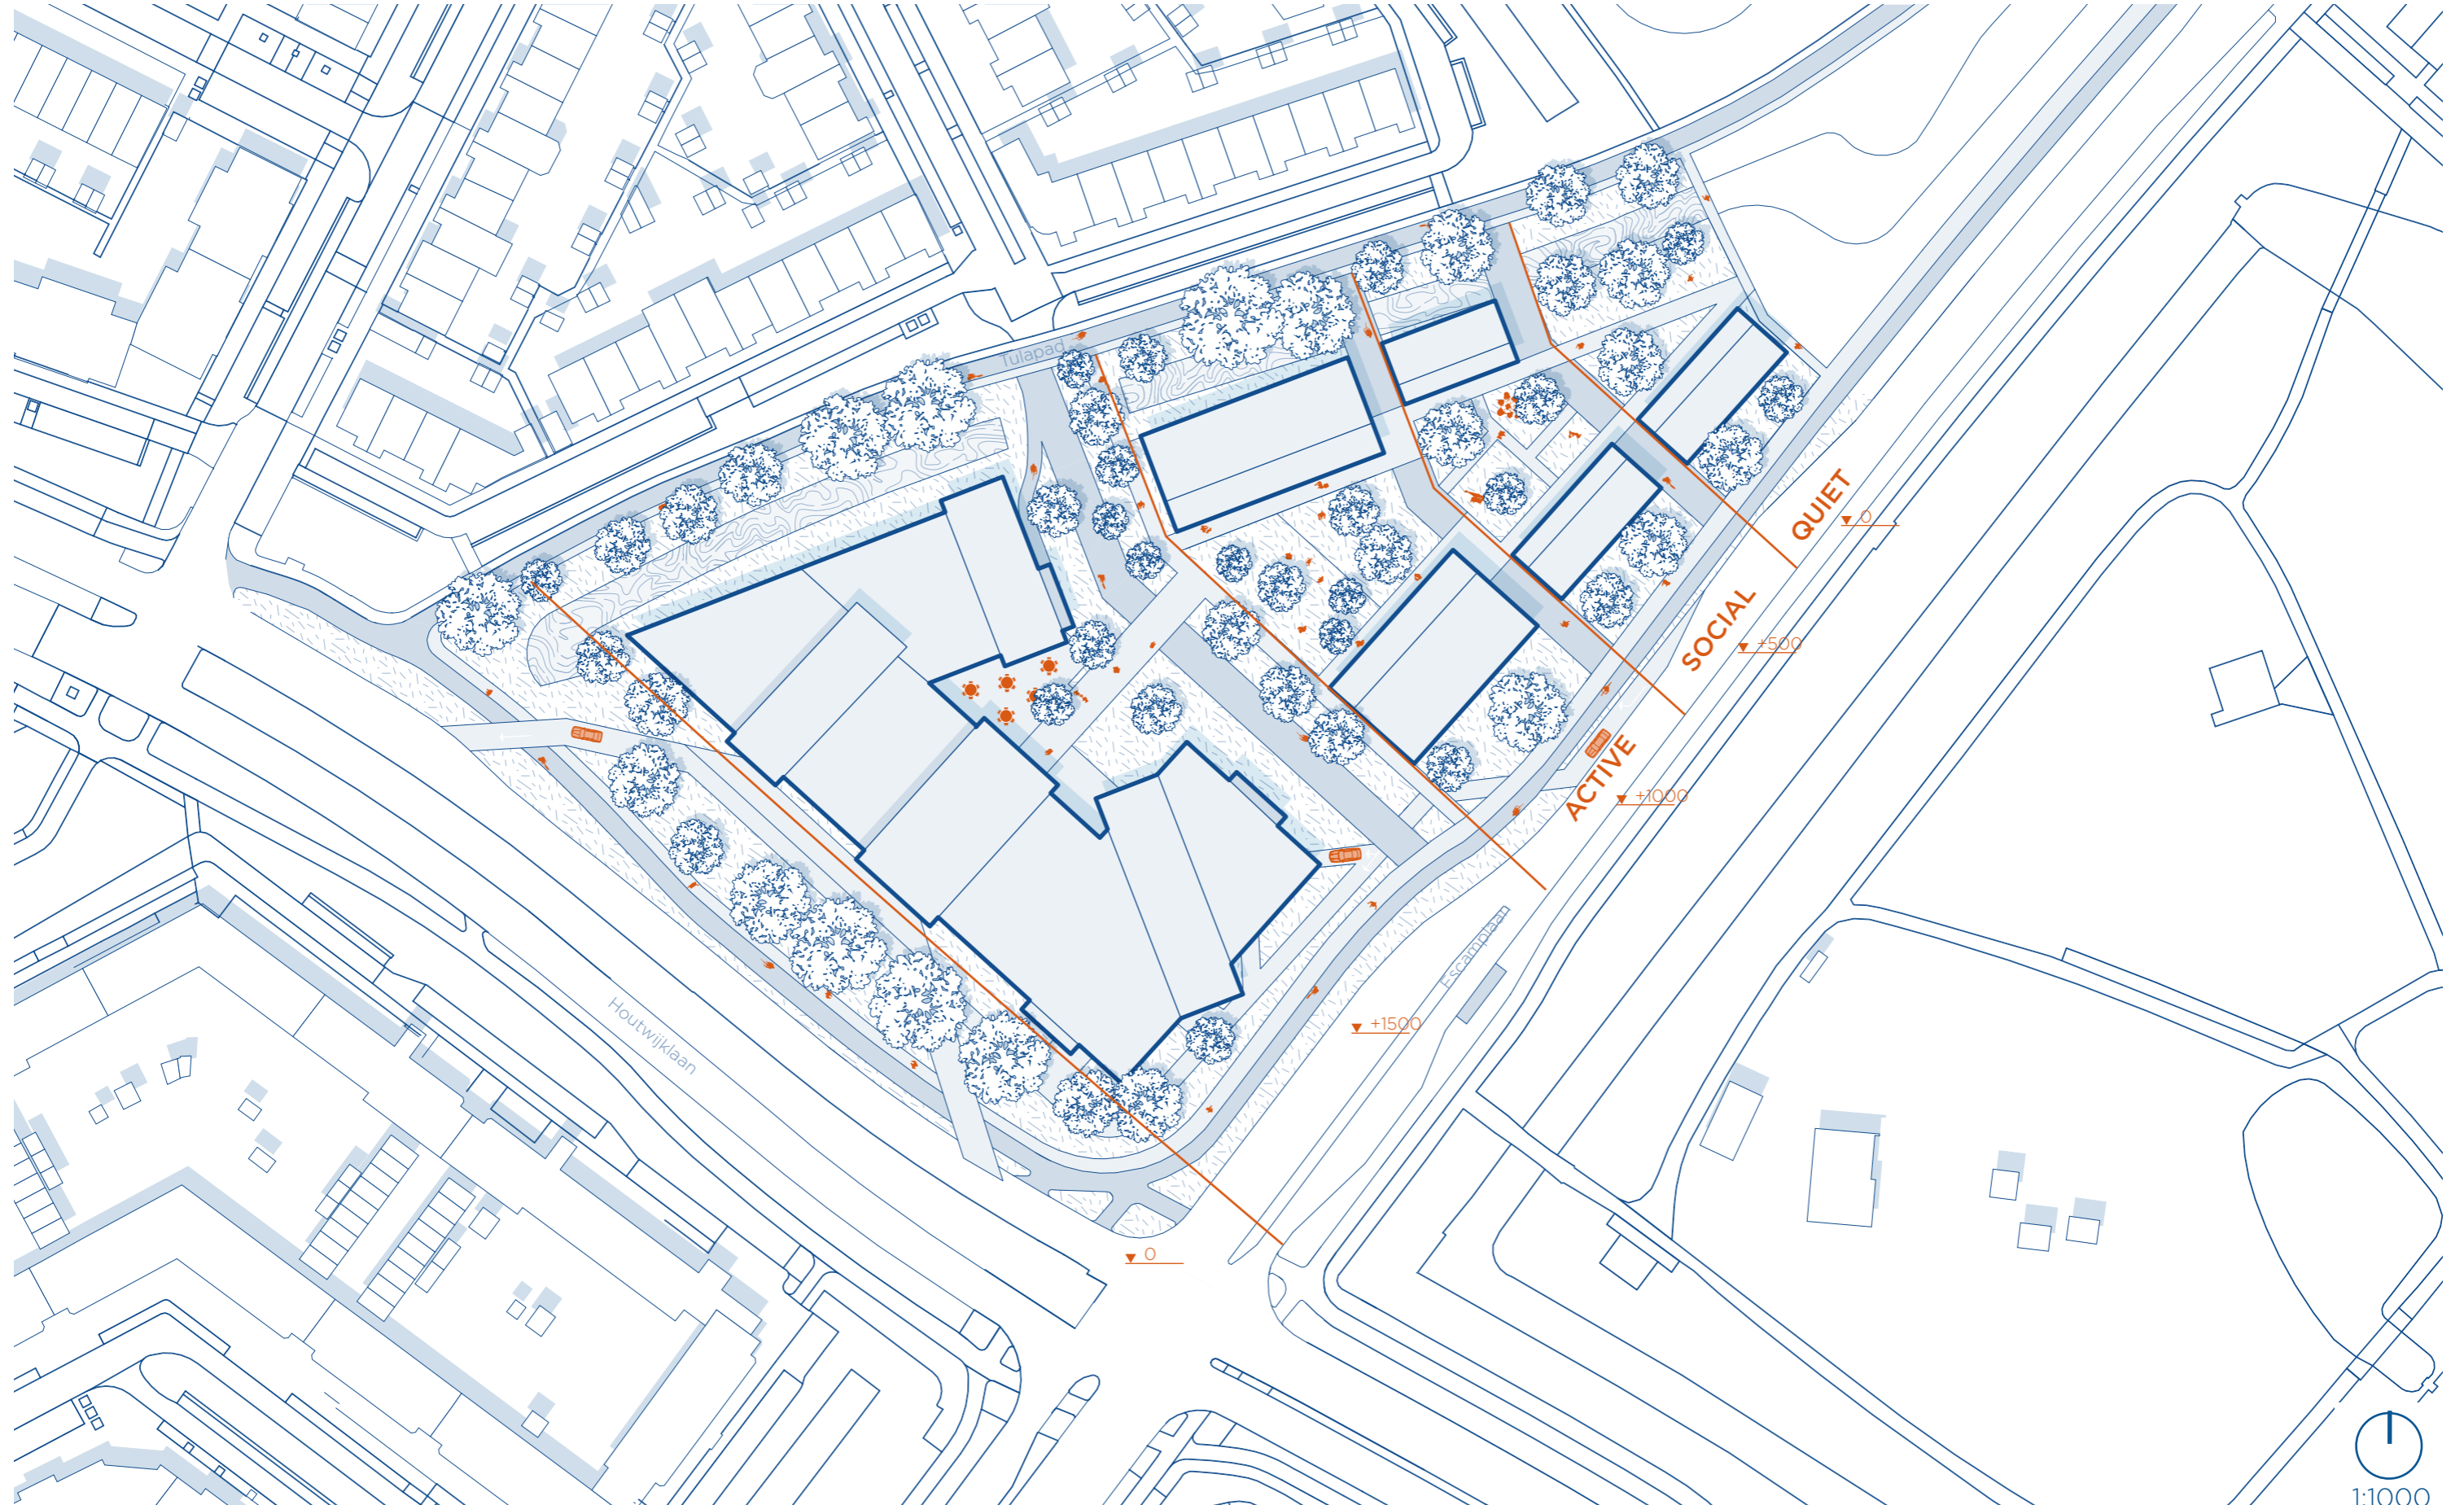 Tulapad
QUIET
0
SOCIAL
+500
ACTIVE
+1000
Escamplaan
+1500
Houtwijklaan
0
1:1000